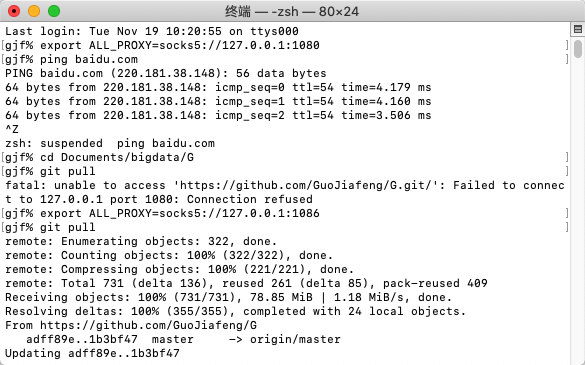 终端 — -zsh — 80×24
Last login: Tue Nov 19 10:20:55 on ttys000
[gjf% export ALL_PROXY=socks5://127.0.0.1:1080 ]
[gjf% ping baidu.com ]
PING baidu.com (220.181.38.148): 56 data bytes
64 bytes from 220.181.38.148: icmp_seq=0 ttl=54 time=4.179 ms
64 bytes from 220.181.38.148: icmp_seq=1 ttl=54 time=4.160 ms
64 bytes from 220.181.38.148: icmp_seq=2 ttl=54 time=3.506 ms
^Z
zsh: suspended  ping baidu.com
[gjf% cd Documents/bigdata/G ]
[gjf% git pull ]
fatal: unable to access 'https://github.com/GuoJiafeng/G.git/': Failed to connec
t to 127.0.0.1 port 1080: Connection refused
[gjf% export ALL_PROXY=socks5://127.0.0.1:1086 ]
[gjf% git pull ]
remote: Enumerating objects: 322, done.
remote: Counting objects: 100% (322/322), done.
remote: Compressing objects: 100% (221/221), done.
remote: Total 731 (delta 136), reused 261 (delta 85), pack-reused 409
Receiving objects: 100% (731/731), 78.85 MiB | 1.18 MiB/s, done.
Resolving deltas: 100% (355/355), completed with 24 local objects.
From https://github.com/GuoJiafeng/G
   adff89e..1b3bf47  master     -> origin/master
Updating adff89e..1b3bf47